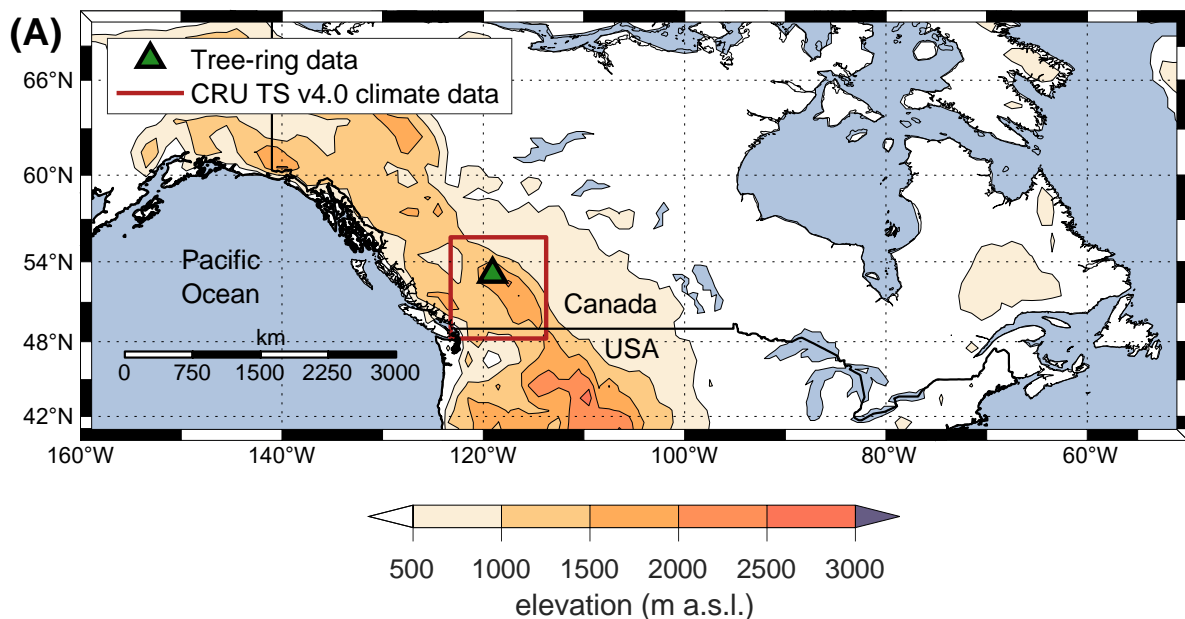 (A)
Tree-ring data
CRU TS v4.0 climate data
66°N
60°N
54°N
48°N
42°N
Pacific
Ocean
Canada
USA
km
0 750 1500 2250 3000
160°W 140°W 120°W 100°W 80°W 60°W
500 1000 1500 2000 2500 3000
elevation (m a.s.l.)